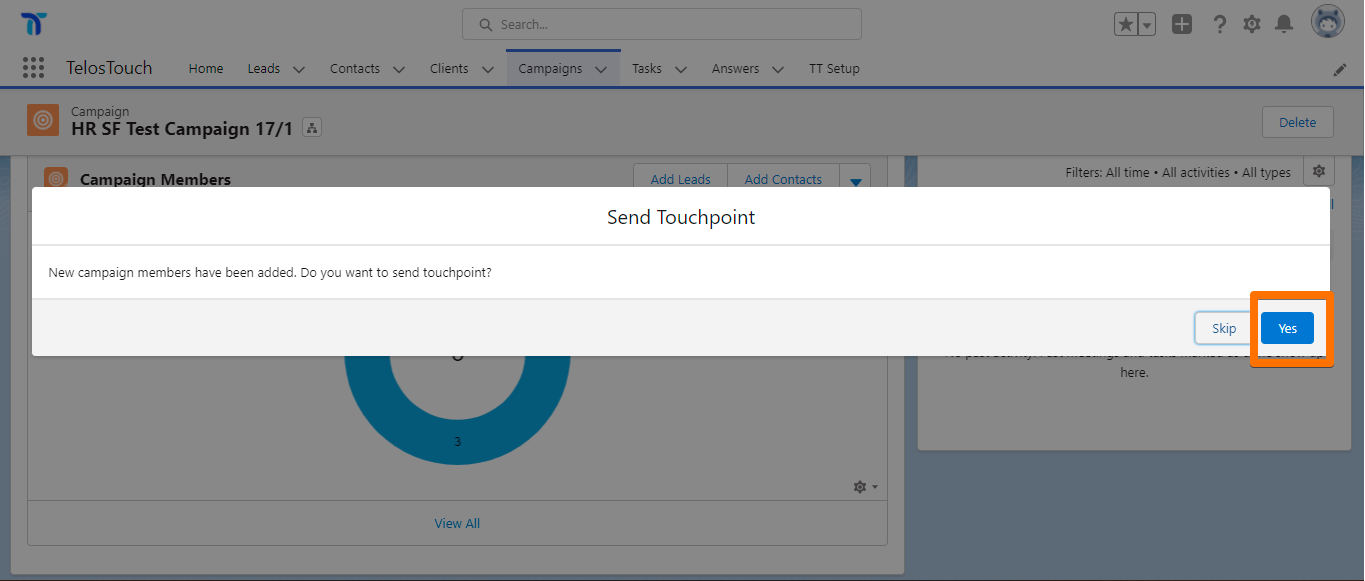 Search...
TelosTouch Home Leads Contacts Clients Campaigns Tasks Answers TT Setup
Campaign
HR SF Test Campaign 17/1
Delete
Campaign Members Add Leads Add Contacts
Filters: All time • All activities • All types
Send Touchpoint
New campaign members have been added. Do you want to send touchpoint?
Skip Yes
here.
3
View All